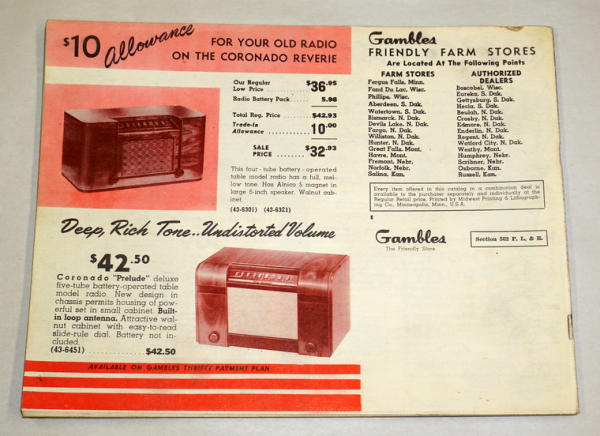 $10 Allowance
FOR YOUR OLD RADIO
ON THE CORONADO REVERIE
Our Regular
Low Price ............ $36.95
Radio Battery Pack ..... 5.98
Total Reg. Price ...... $42.93
Trade-in
Allowance ............ 10.00
SALE
PRICE ......... $32.93
This four-tube battery-operated
table model radio has a full, mel-
low tone. Has Alnico 5 magnet in
large 6-inch speaker. Walnut cab-
inet.
(43-6301) (43-6321)
Deep, Rich Tone..Undistorted Volume
$42.50
Coronado "Prelude" deluxe
five-tube battery-operated table
model radio. New design in
chassis permits housing of pow-
erful set in small cabinet. Built-
in loop antenna. Attractive wal-
nut cabinet with easy-to-read
slide-rule dial. Battery not in-
cluded.
(43-6451) ............... $42.50
AVAILABLE ON GAMBLES THRIFTY PAYMENT PLAN
Gambles
FRIENDLY FARM STORES
Are Located At The Following Points
FARM STORES
Fergus Falls, Minn.
Fond Du Lac, Wisc.
Phillips, Wisc.
Aberdeen, S. Dak.
Watertown, S. Dak.
Bismarck, N. Dak.
Devils Lake, N. Dak.
Fargo, N. Dak.
Williston, N. Dak.
Hunter, N. Dak.
Great Falls, Mont.
Havre, Mont.
Fremont, Nebr.
Norfolk, Nebr.
Salina, Kan.
AUTHORIZED
DEALERS
Boscobel, Wisc.
Eureka, S. Dak.
Gettysburg, S. Dak.
Hecla, S. Dak.
Beulah, N. Dak.
Crosby, N. Dak.
Edmore, N. Dak.
Enderlin, N. Dak.
Regent, N. Dak.
Watford City, N. Dak.
Westby, Mont.
Humphrey, Nebr.
Scribner, Nebr.
Osborne, Kan.
Russell, Kan.
Every item offered in this catalog in a combination deal is
available to the purchaser separately and individually at the
Regular Retail price. Printed by Midwest Printing & Lithograph-
ing Co., Minneapolis, Minn., U.S.A.
Gambles
The Friendly Store
Section 562 P. L. & R.